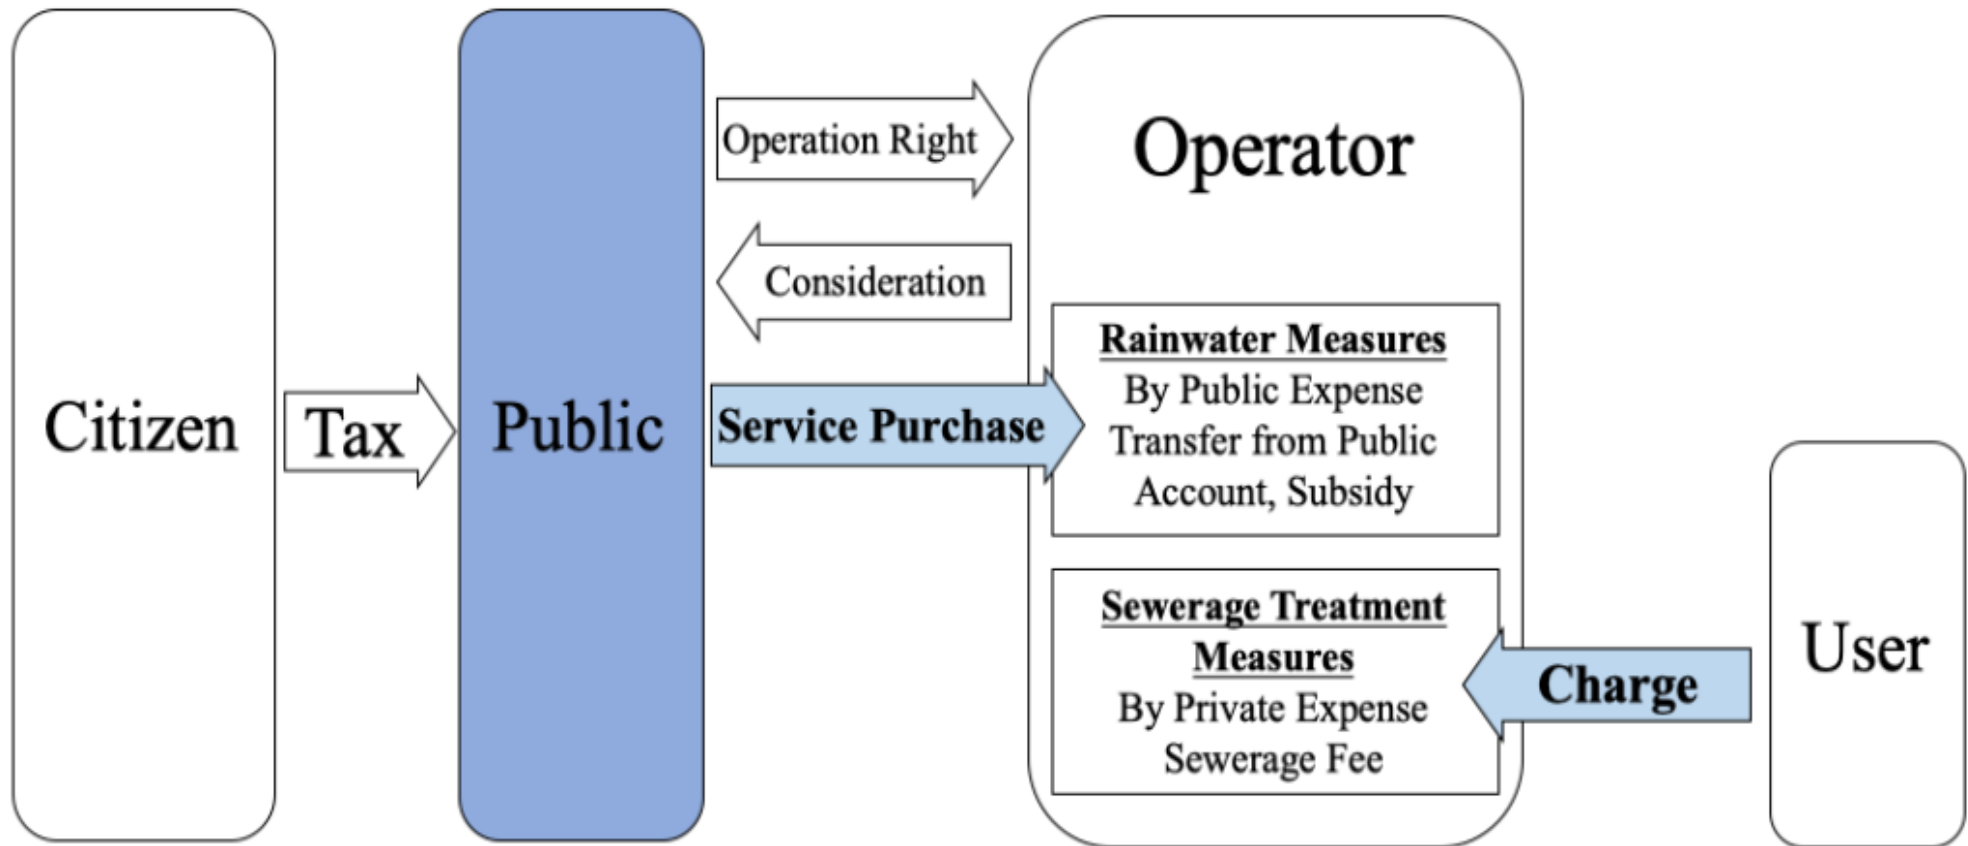 Citizen
Tax
Public
Operation Right
Consideration
Service Purchase
Operator
Rainwater Measures
By Public Expense
Transfer from Public
Account, Subsidy
Sewerage Treatment
Measures
By Private Expense
Sewerage Fee
Charge
User